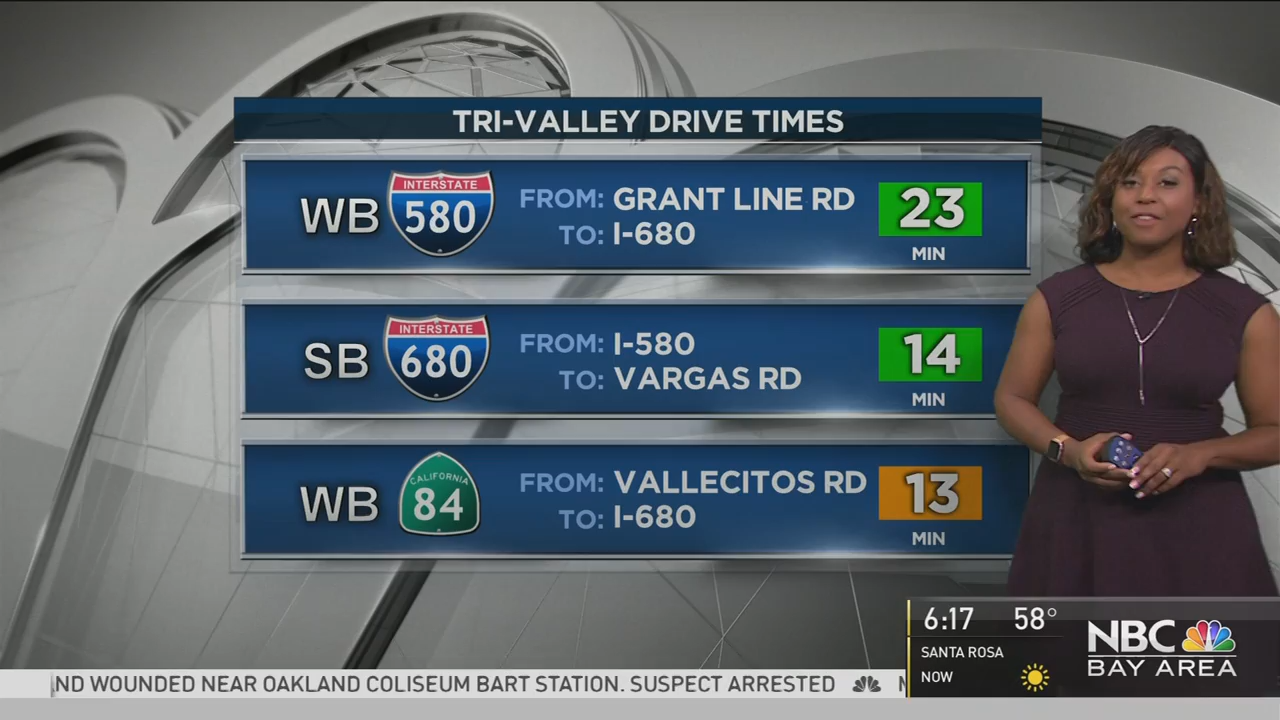 TRI-VALLEY DRIVE TIMES
WB
INTERSTATE
580
FROM: GRANT LINE RD
TO: I-680
23
MIN
SB
INTERSTATE
680
FROM: I-580
TO: VARGAS RD
14
MIN
WB
CALIFORNIA
84
FROM: VALLECITOS RD
TO: I-680
13
MIN
6:17 58°
SANTA ROSA
NOW
NBC
BAY AREA
ND WOUNDED NEAR OAKLAND COLISEUM BART STATION. SUSPECT ARRESTED